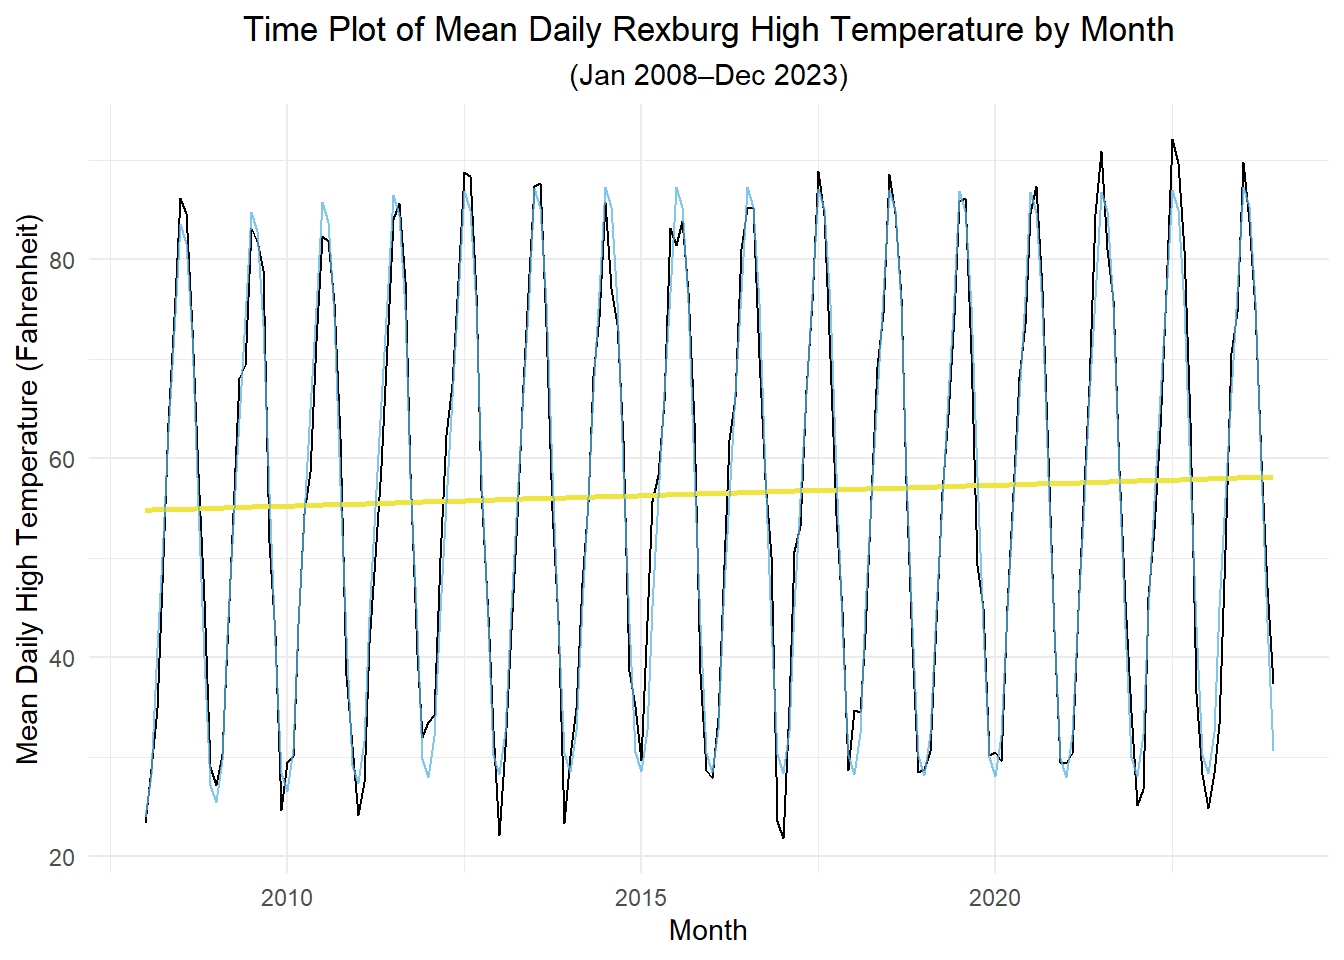 Time Plot of Mean Daily Rexburg High Temperature by Month
(Jan 2008–Dec 2023)
Mean Daily High Temperature (Fahrenheit)
80
60
40
20
2010
2015
2020
Month